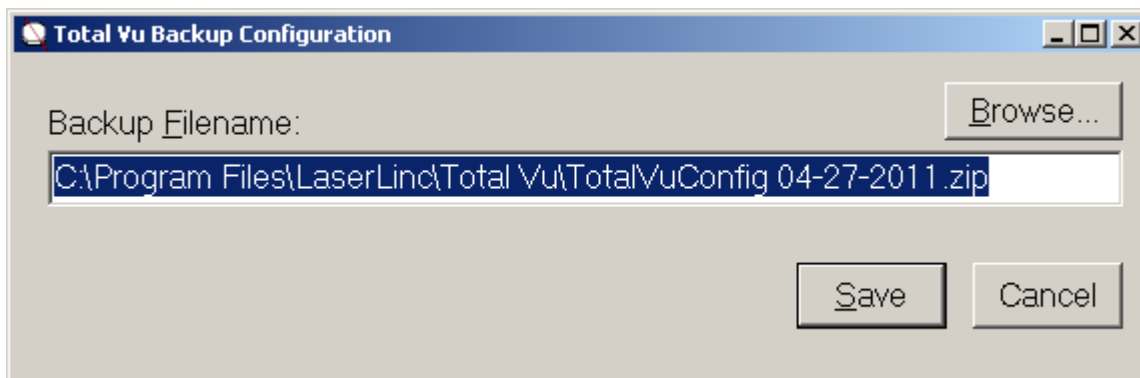 Total Vu Backup Configuration
Browse...
Backup Filename:
C:\Program Files\LaserLinc\Total Vu\TotalVuConfig 04-27-2011.zip
Save
Cancel